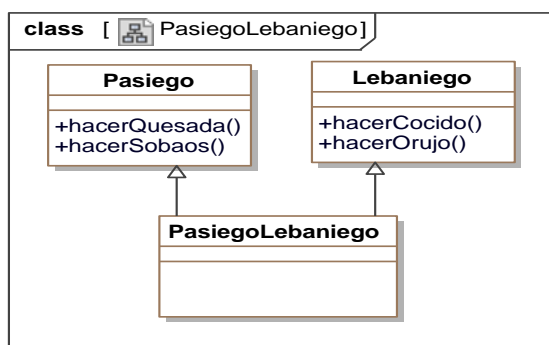 class [ PasiegoLebaniego]
Pasiego
+hacerQuesada()
+hacerSobaos()
Lebaniego
+hacerCocido()
+hacerOrujo()
PasiegoLebaniego